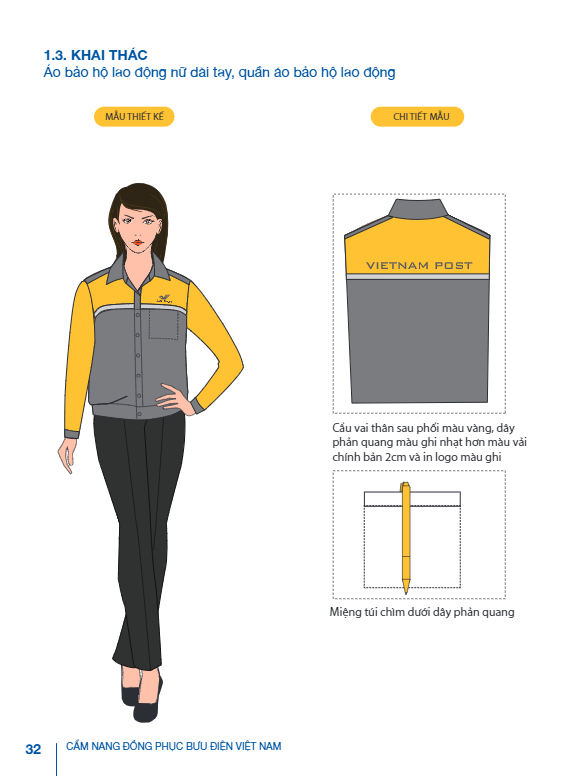 1.3. KHAI THÁC
Áo bảo hộ lao động nữ dài tay, quần áo bảo hộ lao động
MẪU THIẾT KẾ
CHI TIẾT MẪU
VIETNAM POST
Cầu vai thân sau phối màu vàng, dây
phản quang màu ghi nhạt hơn màu vải
chính bản 2cm và in logo màu ghi
Miệng túi chìm dưới dây phản quang
32
CẨM NANG ĐỒNG PHỤC BƯU ĐIỆN VIỆT NAM